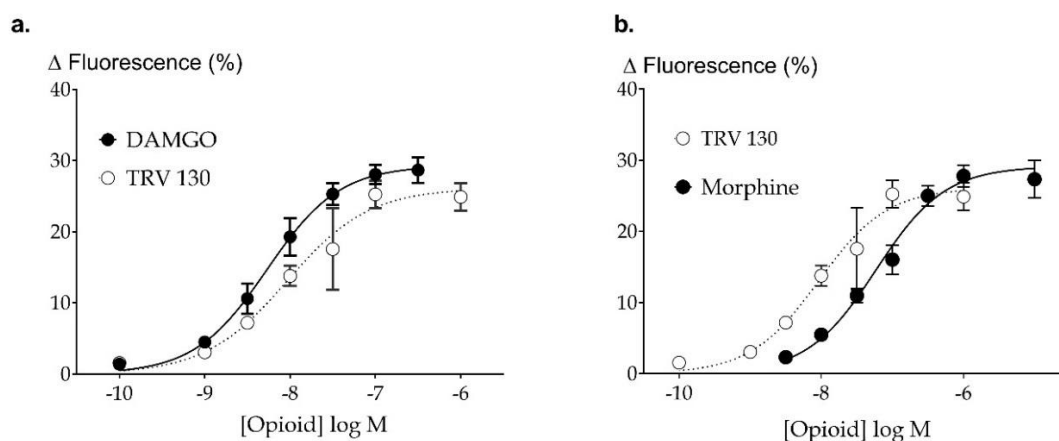 a.
Δ Fluorescence (%)
40
30
20
10
0
DAMGO
TRV 130
-10
-9
-8
-7
-6
[Opioid] log M
b.
Δ Fluorescence (%)
40
30
20
10
0
TRV 130
Morphine
-10
-8
-6
[Opioid] log M